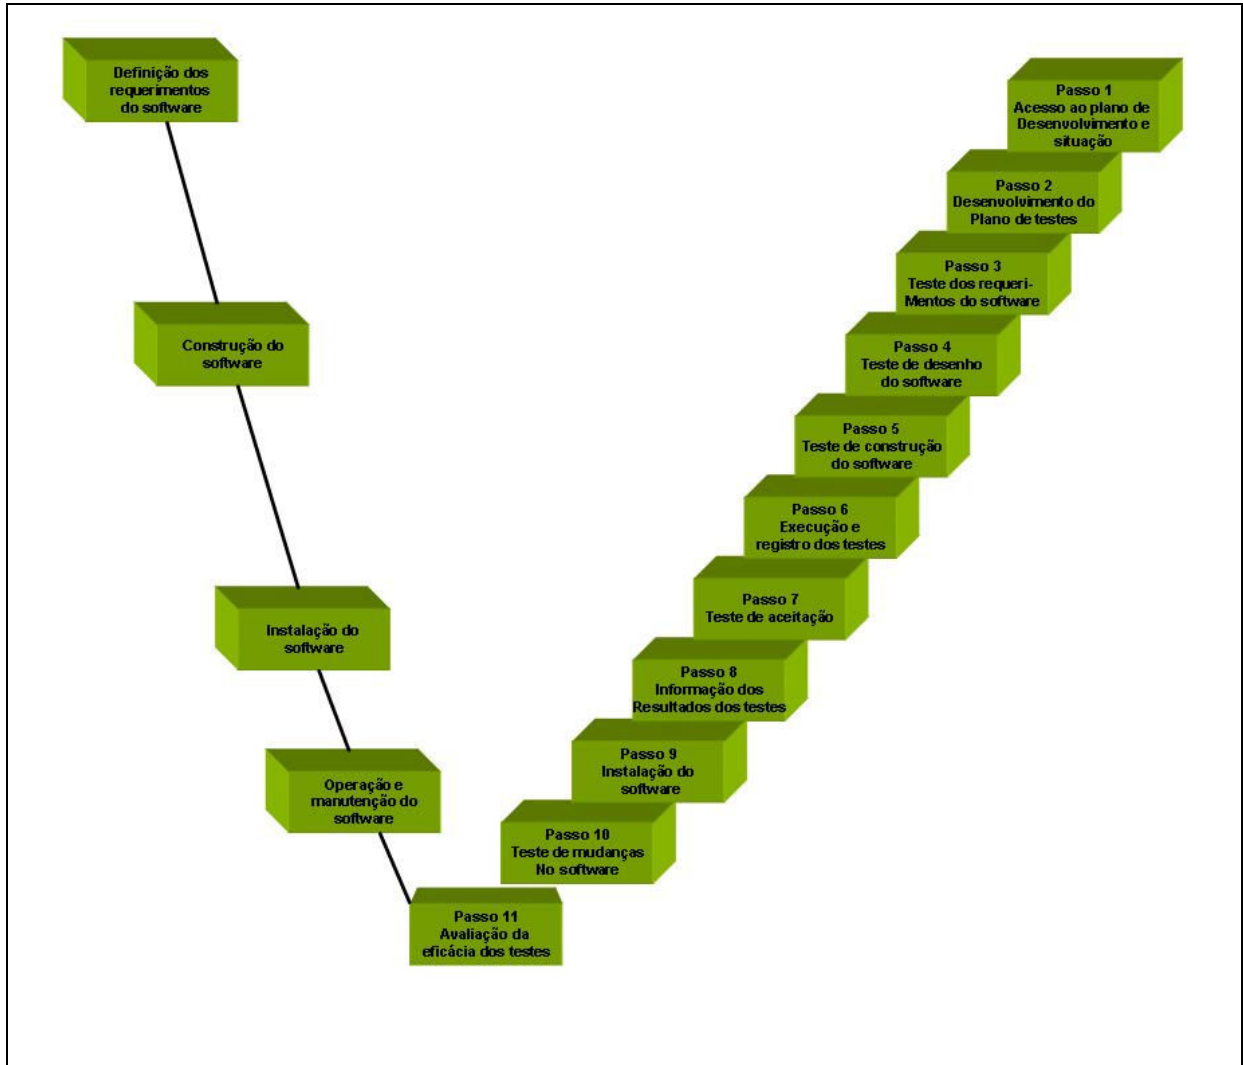 Definição dos
requerimentos
do software
Construção do
software
Instalação do
software
Operação e
manutenção do
software
Passo 1
Acesso ao plano de
Desenvolvimento e
situação
Passo 2
Desenvolvimento do
Plano de testes
Passo 3
Teste dos requeri-
Mentos do software
Passo 4
Teste de desenho
do software
Passo 5
Teste de construção
do software
Passo 6
Execução e
registro dos testes
Passo 7
Teste de aceitação
Passo 8
Informação dos
Resultados dos testes
Passo 9
Instalação do
software
Passo 10
Teste de mudanças
No software
Passo 11
Avaliação da
eficácia dos testes